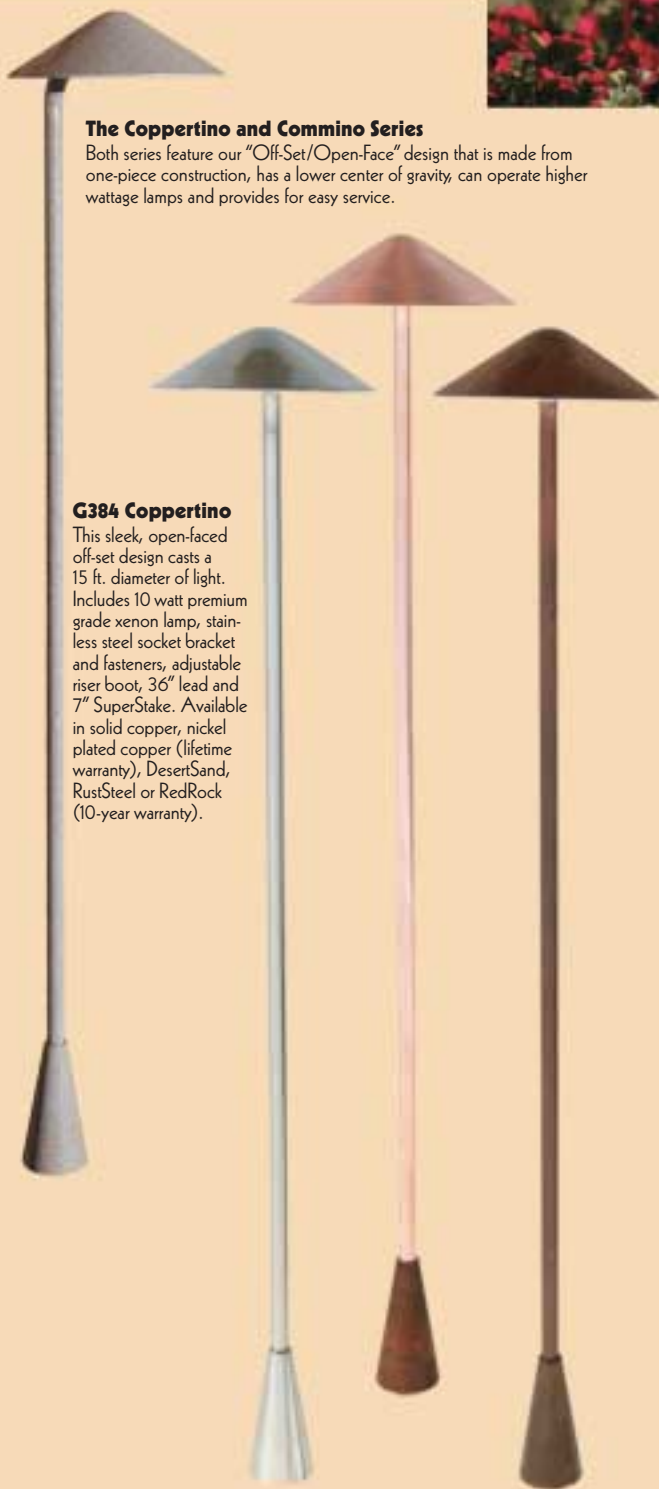 The Coppertino and Commino Series
Both series feature our "Off-Set/Open-Face" design that is made from
one-piece construction, has a lower center of gravity, can operate higher
wattage lamps and provides for easy service.
G384 Coppertino
This sleek, open-faced
off-set design casts a
15 ft. diameter of light.
Includes 10 watt premium
grade xenon lamp, stain-
less steel socket bracket
and fasteners, adjustable
riser boot, 36" lead and
7" SuperStake. Available
in solid copper, nickel
plated copper (lifetime
warranty), DesertSand,
RustSteel or RedRock
(10-year warranty).